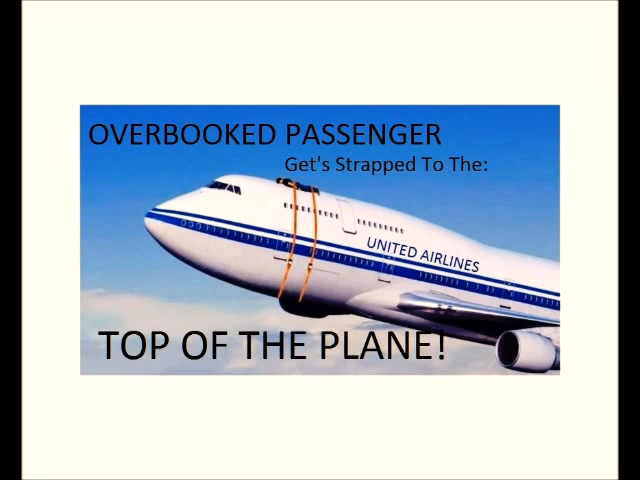 OVERBOOKED PASSENGER
Get's Strapped To The:
UNITED AIRLINES
TOP OF THE PLANE!